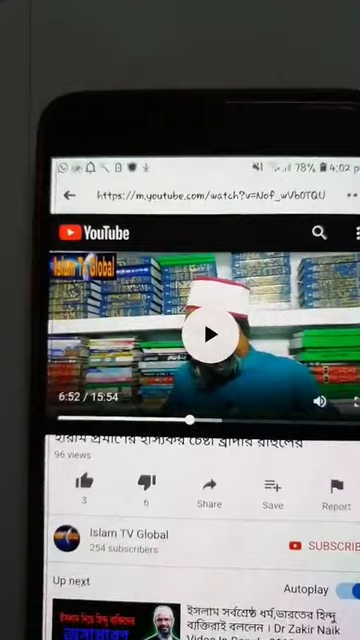 78% 4:02 p
https://m.youtube.com/watch?v=Nof_wVb0TQU
YouTube
Islam Tv Global
6:52 / 15:54
হারাম প্রমাণের হাস্যকর চেষ্টা ব্রাদার রাহুলের
96 views
3
6
Share
Save
Report
Islam TV Global
254 subscribers
SUBSCRIBE
Up next
Autoplay
ইসলাম সর্বশ্রেষ্ঠ ধর্ম,ভারতের হিন্দু
ব্যক্তিরাই বললেন । Dr Zakir Naik